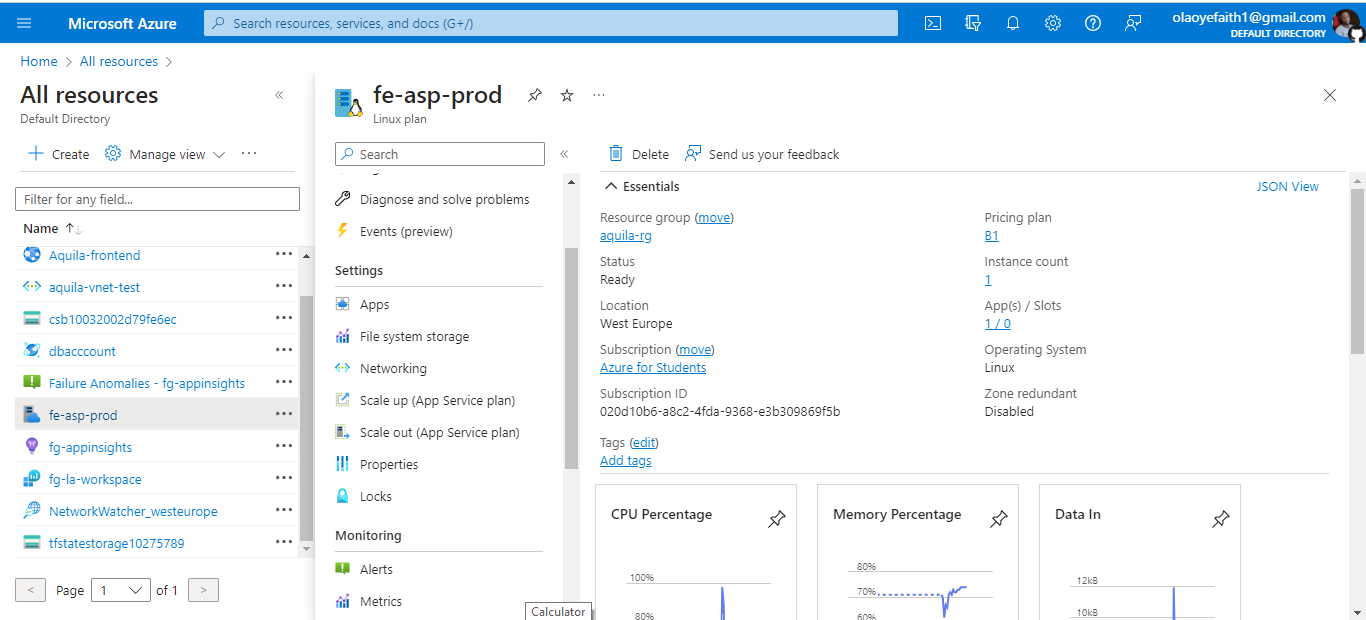 Microsoft Azure
Search resources, services, and docs (G+/)
olaoyefaith1@gmail.com
DEFAULT DIRECTORY
Home > All resources >
All resources
Default Directory
«
Create
Manage view
...
Filter for any field...
Name
Aquila-frontend
aquila-vnet-test
csb10032002d79fe6ec
dbacccount
Failure Anomalies - fg-appinsights
fe-asp-prod
fg-appinsights
fg-la-workspace
NetworkWatcher_westeurope
tfstatestorage10275789
< Page 1 of 1 >
fe-asp-prod
Linux plan
Search
«
Diagnose and solve problems
Events (preview)
Settings
Apps
File system storage
Networking
Scale up (App Service plan)
Scale out (App Service plan)
Properties
Locks
Monitoring
Alerts
Metrics
Calculator
Delete
Send us your feedback
Essentials
JSON View
Resource group (move)
aquila-rg
Status
Ready
Location
West Europe
Subscription (move)
Azure for Students
Subscription ID
020d10b6-a8c2-4fda-9368-e3b309869f5b
Tags (edit)
Add tags
Pricing plan
B1
Instance count
1
App(s) / Slots
1 / 0
Operating System
Linux
Zone redundant
Disabled
CPU Percentage
100%
80%
Memory Percentage
80%
70%
60%
Data In
12kB
10kB